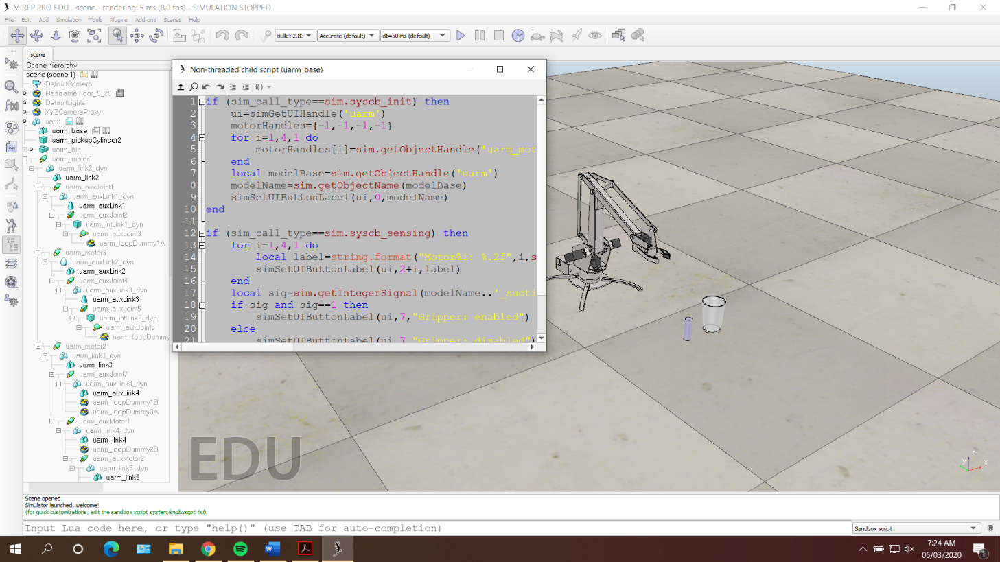 V-REP PRO EDU - scene - rendering: 5 ms (8.0 fps) - SIMULATION STOPPED
File Edit Add Simulation Tools Plugins Add-ons Scenes Help
Bullet 2.83 Accurate (default) dt=50 ms (default)
scene
Scene hierarchy
scene (scene 1)
DefaultCamera
ResizableFloor_5_25
DefaultLights
XYZCameraProxy
uarm
uarm_base
uarm_pickupCylinder2
uarm_bin
uarm_motor1
uarm_link2_dyn
uarm_link2
uarm_auxJoint1
uarm_auxLink1_dyn
uarm_auxLink1
uarm_auxJoint2
uarm_intLink1_dyn
uarm_auxJoint3
uarm_loopDummy1A
uarm_motor3
uarm_auxLink2_dyn
uarm_auxLink2
uarm_auxJoint4
uarm_auxLink3_dyn
uarm_auxLink3
uarm_auxJoint5
uarm_intLink2_dyn
uarm_auxJoint6
uarm_loopDummy
uarm_motor2
uarm_link3_dyn
uarm_link3
uarm_auxJoint7
uarm_auxLink4_dyn
uarm_auxLink4
uarm_loopDummy1B
uarm_loopDummy3A
uarm_auxMotor1
uarm_link4_dyn
uarm_link4
uarm_loopDummy2B
uarm_auxMotor2
uarm_link5_dyn
uarm_link5
Non-threaded child script (uarm_base)
f()
1 if (sim_call_type==sim.syscb_init) then
2 ui=simGetUIHandle('uarm')
3 motorHandles={-1,-1,-1,-1}
4 for i=1,4,1 do
5 motorHandles[i]=sim.getObjectHandle('uarm_mot
6 end
7 local modelBase=sim.getObjectHandle('uarm')
8 modelName=sim.getObjectName(modelBase)
9 simSetUIButtonLabel(ui,0,modelName)
10 end
11
12 if (sim_call_type==sim.syscb_sensing) then
13 for i=1,4,1 do
14 local label=string.format("Motor%i: %.2f",i,s
15 simSetUIButtonLabel(ui,2+i,label)
16 end
17 local sig=sim.getIntegerSignal(modelName..'_sucti
18 if sig and sig==1 then
19 simSetUIButtonLabel(ui,7,"Gripper: enabled")
20 else
21 simSetUIButtonLabel(ui,7,"Gripper: disabled")
EDU
z
Y
X
Scene opened.
Simulator launched, welcome!
(for quick customizations, edit the sandbox script system/sndbxscpt.txt)
Input Lua code here, or type "help()" (use TAB for auto-completion)
Sandbox script
7:24 AM
05/03/2020
1